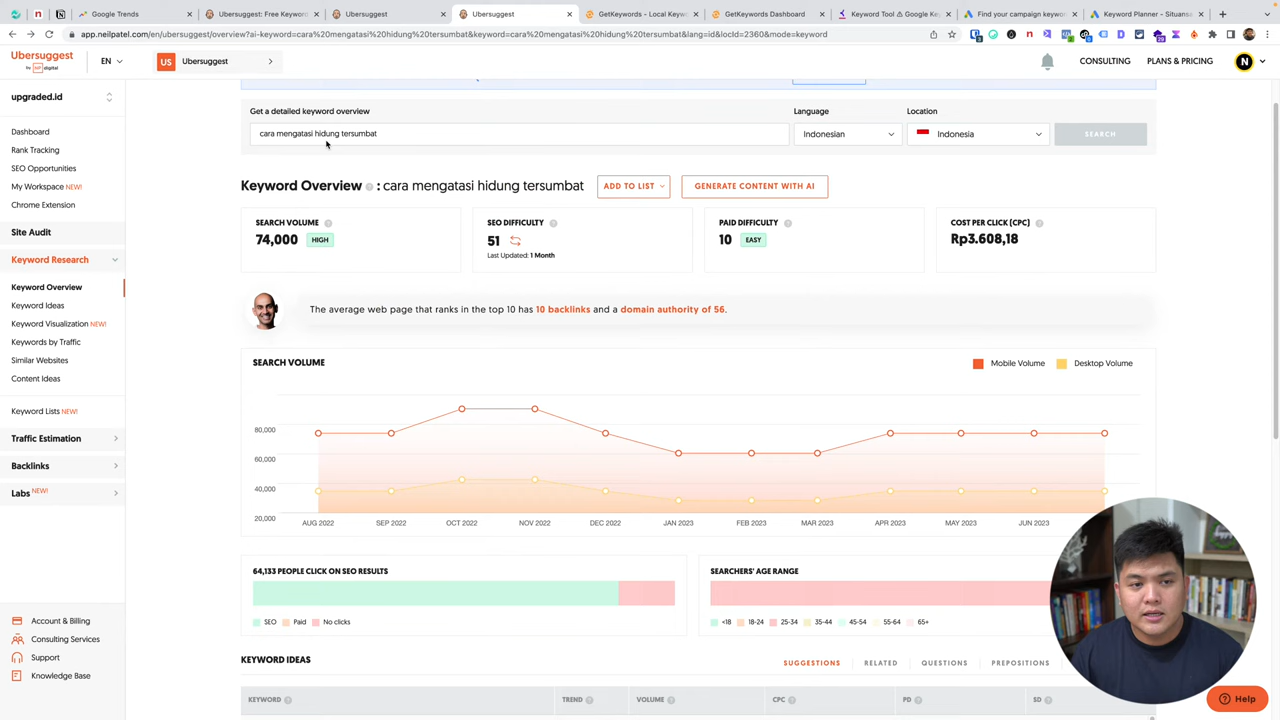 Google Trends
Ubersuggest: Free Keyword
Ubersuggest
Ubersuggest
GetKeywords - Local Keyw
GetKeywords Dashboard
Keyword Tool ⚠ Google Ke
Find your campaign keywo
Keyword Planner - Situansa
app.neilpatel.com/en/ubersuggest/overview?ai-keyword=cara%20mengatasi%20hidung%20tersumbat&keyword=cara%20mengatasi%20hidung%20tersumbat&lang=id&locId=2360&mode=keyword
UBERSUGGEST
by NP digital
EN
US
Ubersuggest
CONSULTING
PLANS & PRICING
N
upgraded.id
Dashboard
Rank Tracking
SEO Opportunities
My Workspace NEW!
Chrome Extension
Site Audit
Keyword Research
Keyword Overview
Keyword Ideas
Keyword Visualization NEW!
Keywords by Traffic
Similar Websites
Content Ideas
Keyword Lists NEW!
Traffic Estimation
Backlinks
Labs NEW!
Account & Billing
Consulting Services
Support
Knowledge Base
Get a detailed keyword overview
Language
Location
cara mengatasi hidung tersumbat
Indonesian
Indonesia
SEARCH
Keyword Overview : cara mengatasi hidung tersumbat
ADD TO LIST
GENERATE CONTENT WITH AI
SEARCH VOLUME
74,000 HIGH
SEO DIFFICULTY
51
Last Updated: 1 Month
PAID DIFFICULTY
10 EASY
COST PER CLICK (CPC)
Rp3.608,18
The average web page that ranks in the top 10 has 10 backlinks and a domain authority of 56.
SEARCH VOLUME
Mobile Volume
Desktop Volume
80,000
60,000
40,000
20,000
AUG 2022
SEP 2022
OCT 2022
NOV 2022
DEC 2022
JAN 2023
FEB 2023
MAR 2023
APR 2023
MAY 2023
JUN 2023
64,133 PEOPLE CLICK ON SEO RESULTS
SEO
Paid
No clicks
SEARCHERS' AGE RANGE
<18
18-24
25-34
35-44
45-54
55-64
65+
KEYWORD IDEAS
SUGGESTIONS
RELATED
QUESTIONS
PREPOSITIONS
KEYWORD
TREND
VOLUME
CPC
PD
SD
Help